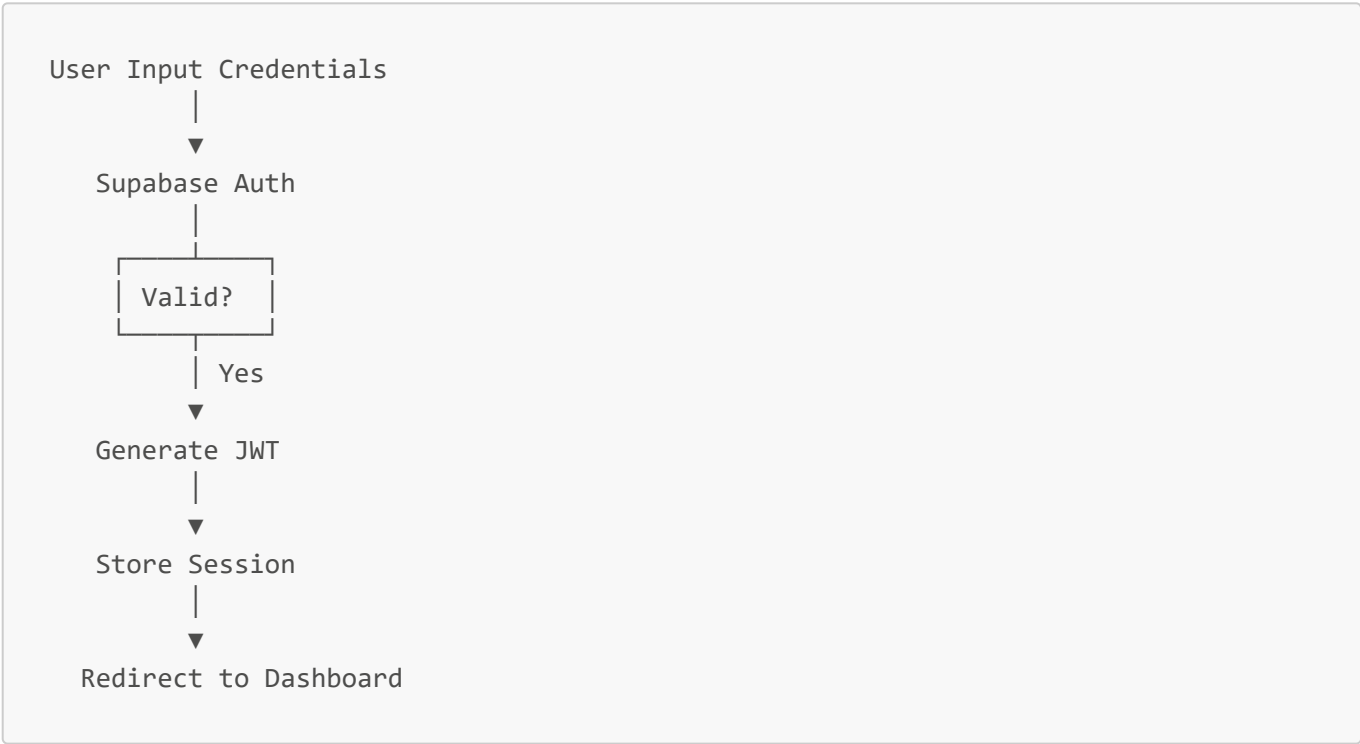 User Input Credentials
Supabase Auth
Valid?
Yes
Generate JWT
Store Session
Redirect to Dashboard